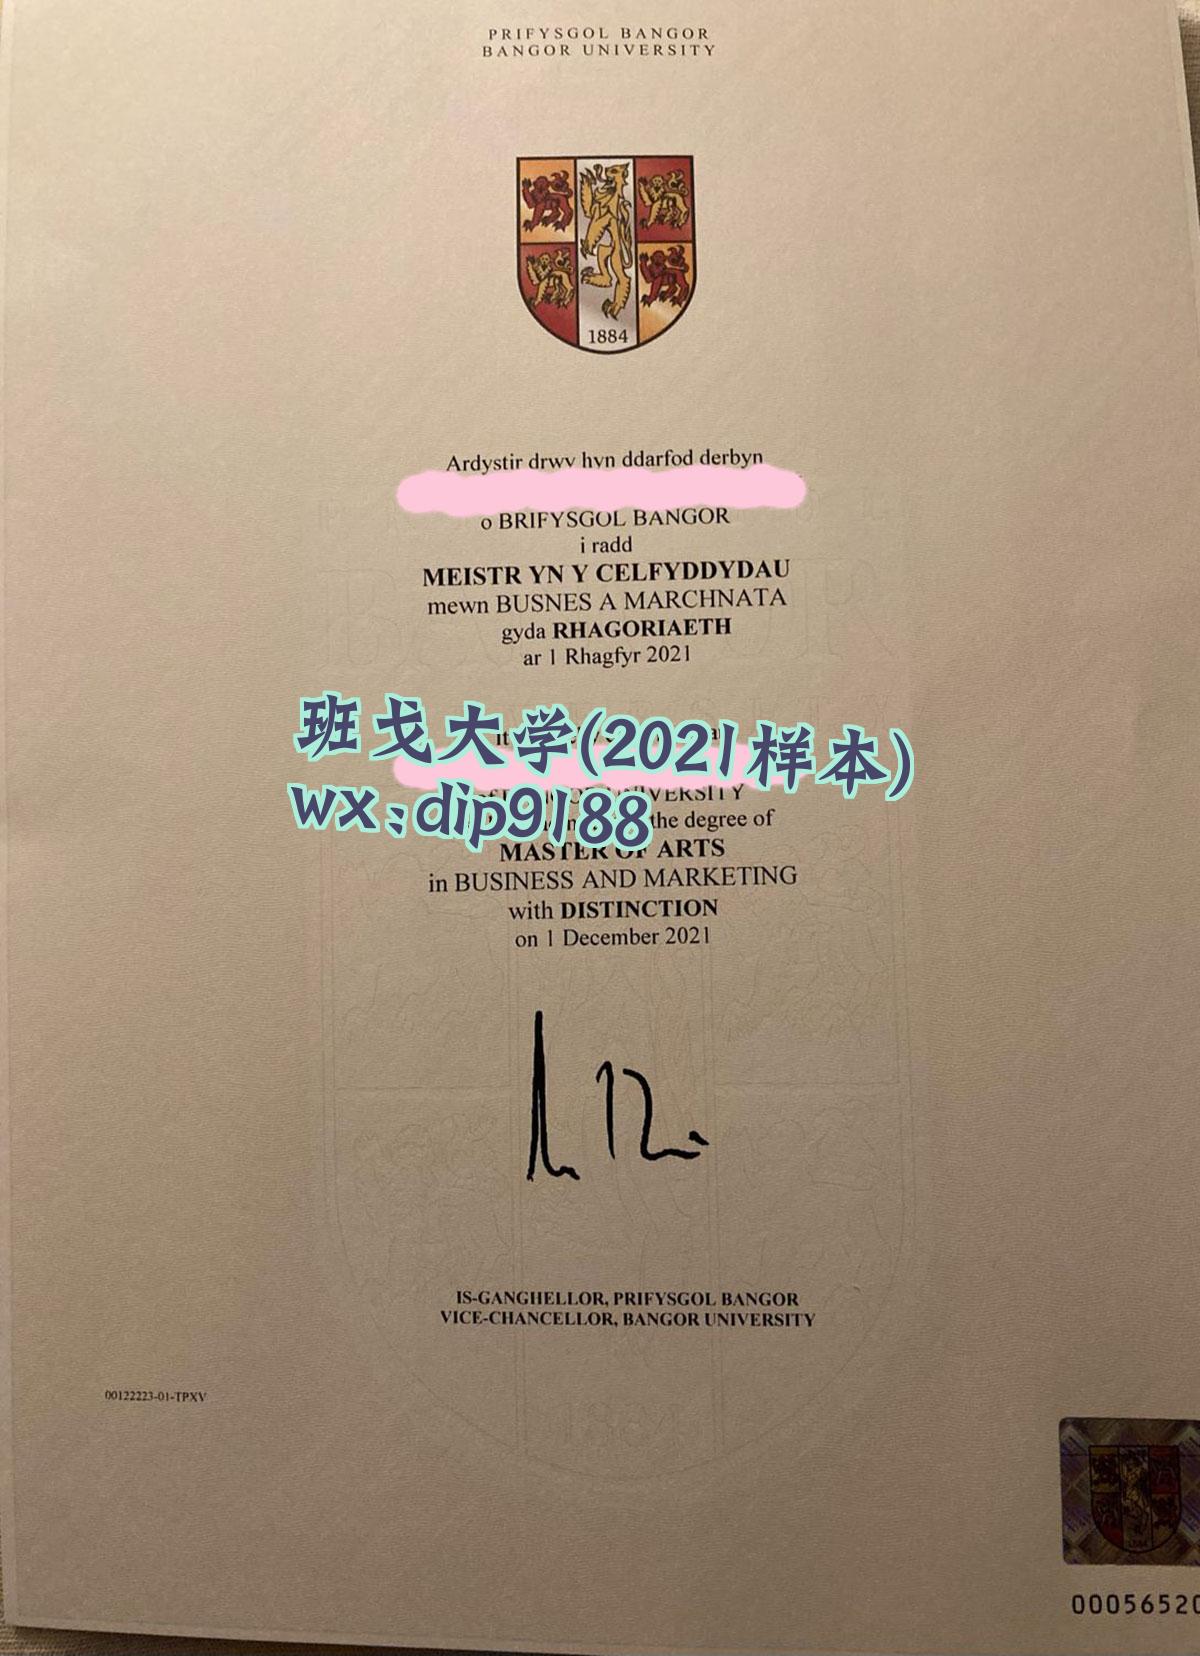 PRIFYSGOL BANGOR
BANGOR UNIVERSITY
1884
Ardystir drwy hyn ddarfod derbyn
o BRIFYSGOL BANGOR
i radd
MEISTR YN Y CELFYDDYDAU
mewn BUSNES A MARCHNATA
gyda RHAGORIAETH
ar 1 Rhagfyr 2021
班戈大学(2021样本)
wx:dip9188
UNIVERSITY
the degree of
MASTER OF ARTS
in BUSINESS AND MARKETING
with DISTINCTION
on 1 December 2021
IS-GANGHELLOR, PRIFYSGOL BANGOR
VICE-CHANCELLOR, BANGOR UNIVERSITY
00122223-01-TPXV
00056520